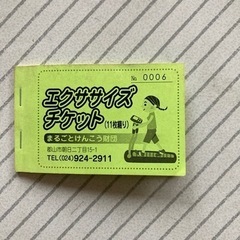 No 0006
エクササイズ
チケット(11枚綴り)
まるごとけんこう財団
郡山市朝日二丁目15-1
TEL(024)924-2911